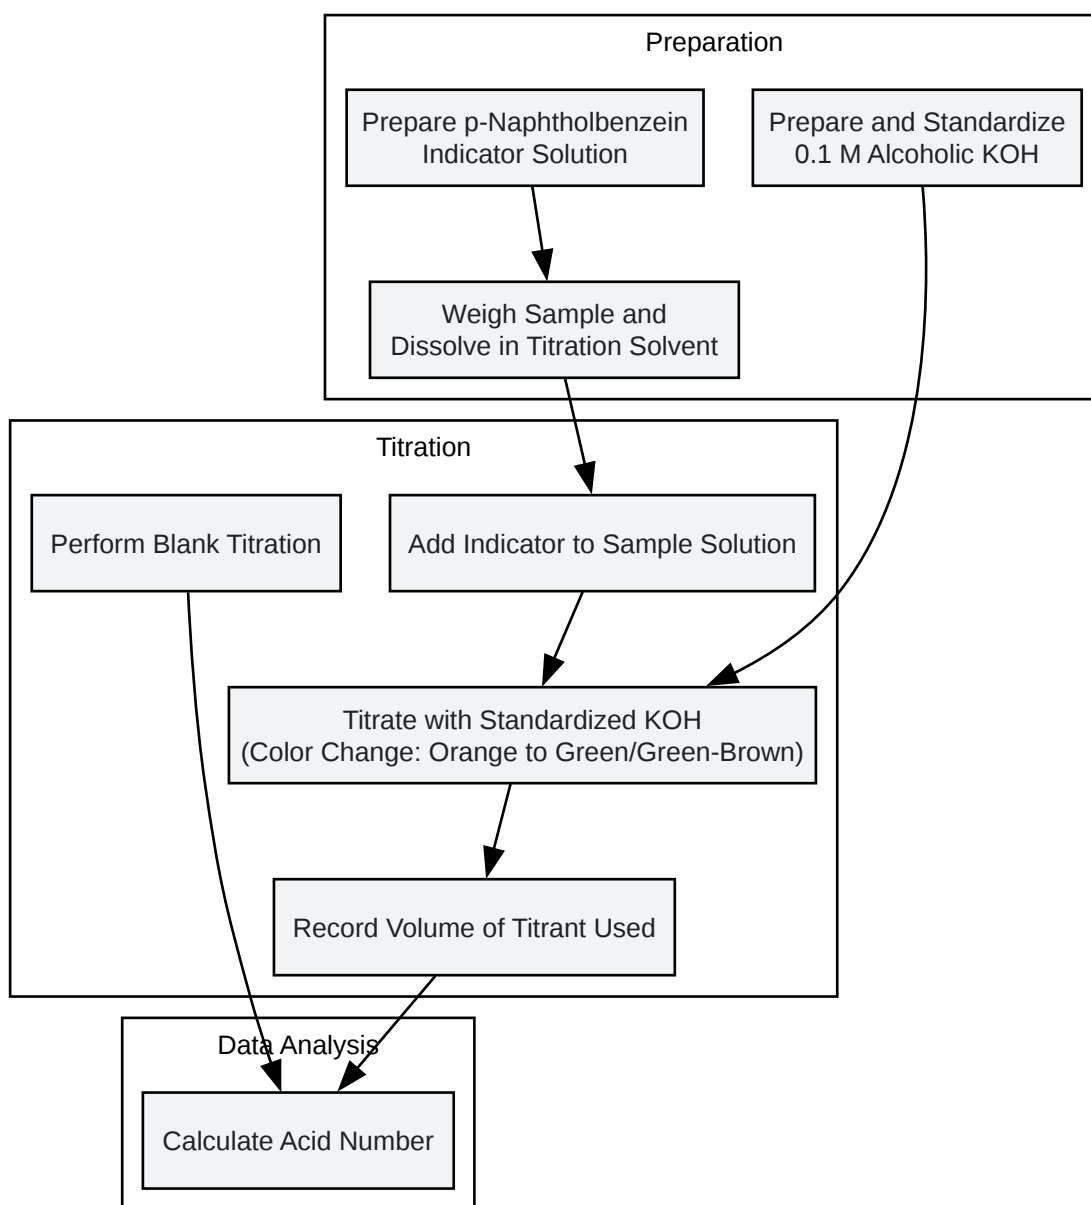 Preparation
Prepare p-Naphtholbenzein
Indicator Solution
Prepare and Standardize
0.1 M Alcoholic KOH
Weigh Sample and
Dissolve in Titration Solvent
Titration
Perform Blank Titration
Add Indicator to Sample Solution
Titrate with Standardized KOH
(Color Change: Orange to Green/Green-Brown)
Record Volume of Titrant Used
Data Analysis
Calculate Acid Number